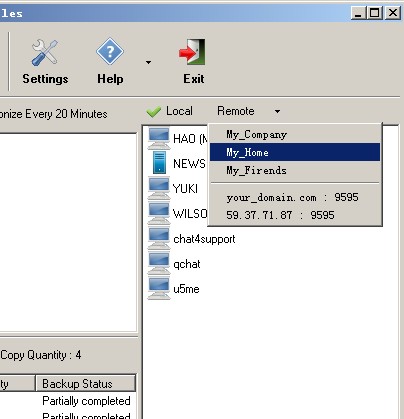 les
Settings
Help
Exit
onize Every 20 Minutes
Local
Remote
My_Company
My_Home
My_Firends
your_domain.com : 9595
59.37.71.87 : 9595
HAO (M
NEWS
YUKI
WILSO
chat4support
qchat
u5me
Copy Quantity : 4
ty
Backup Status
Partially completed
Partially completed